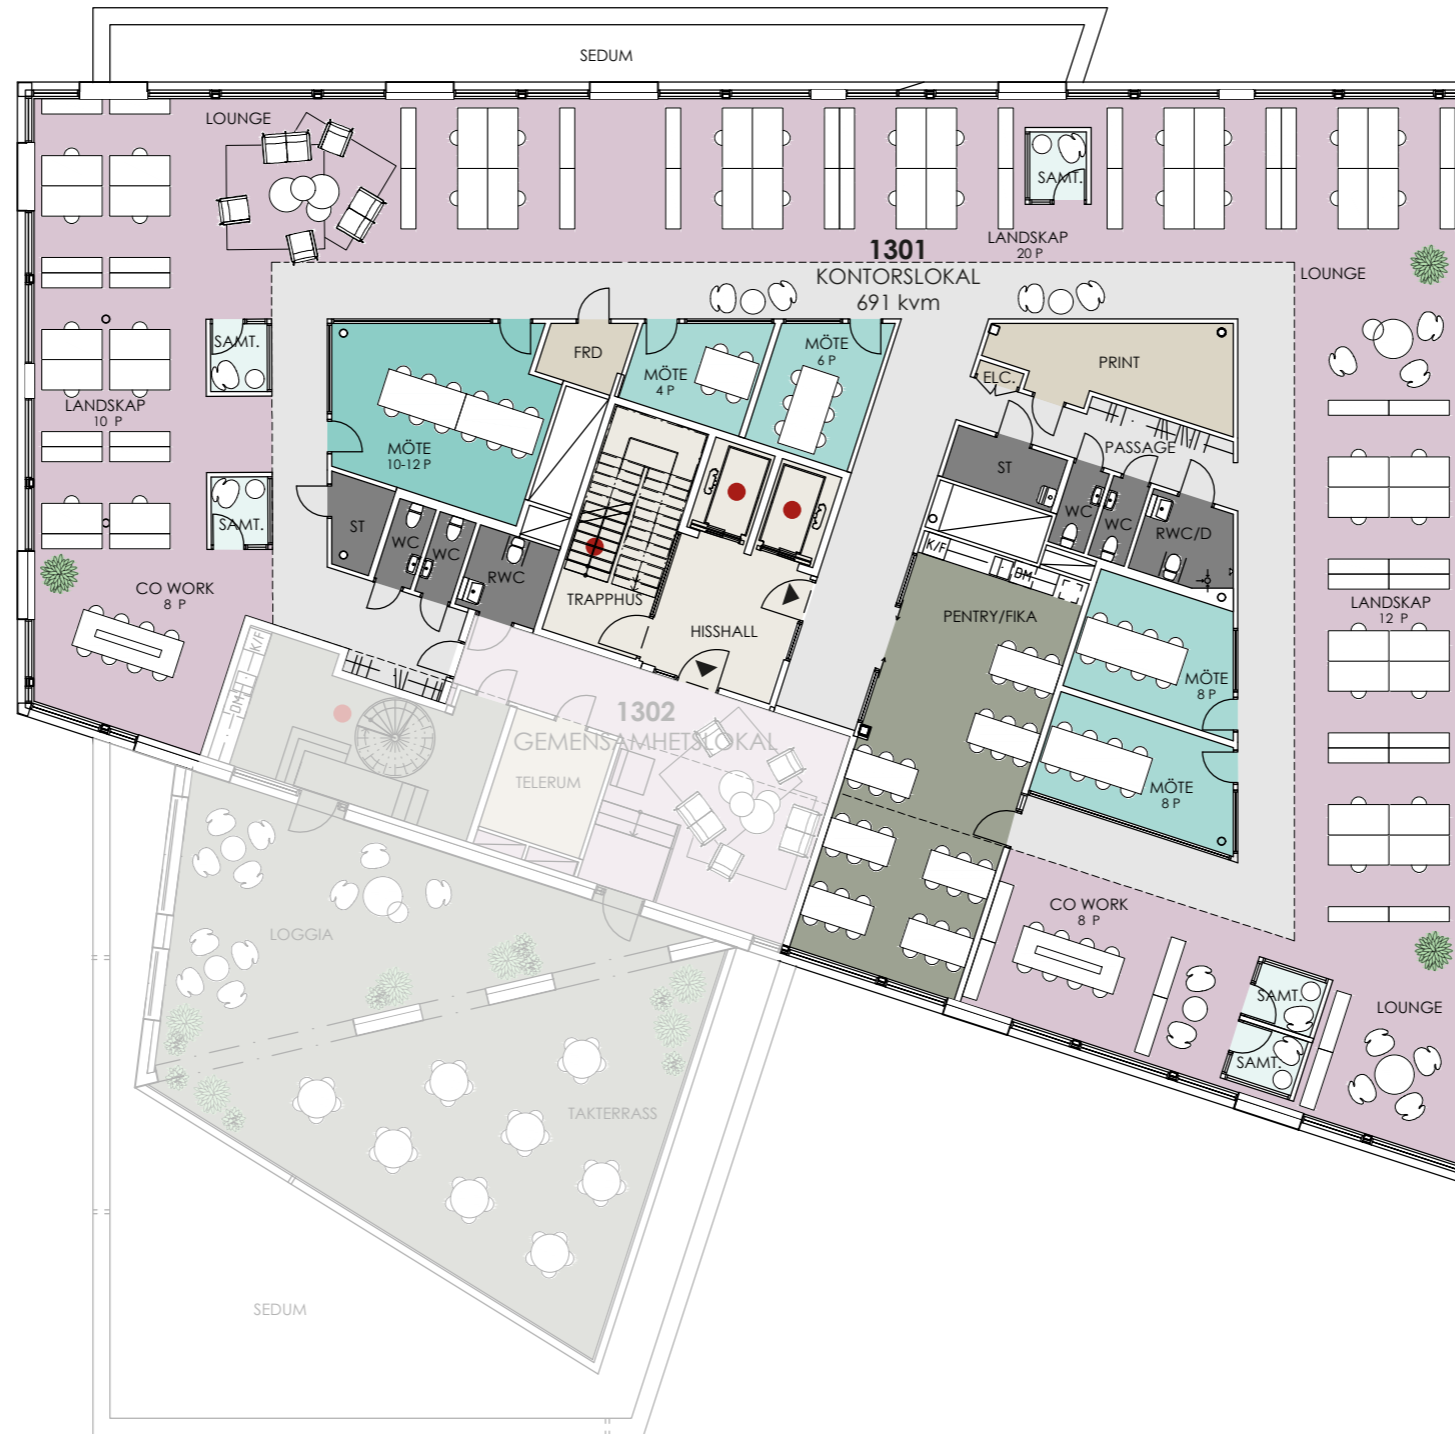 SEDUM
LOUNGE
SAMT.
LANDSKAP
20 P
1301
KONTORSLOKAL
691 kvm
LOUNGE
SAMT.
FRD
MÖTE
4 P
MÖTE
6 P
PRINT
ELC.
LANDSKAP
10 P
MÖTE
10-12 P
PASSAGE
ST
SAMT.
ST
WC
WC
RWC
WC
WC
RWC/D
K/F
DM
CO WORK
8 P
TRAPPHUS
HISSHALL
PENTRY/FIKA
LANDSKAP
12 P
K/F
DM
MÖTE
8 P
1302
GEMENSAMHETSLOKAL
TELERUM
MÖTE
8 P
CO WORK
8 P
LOGGIA
SAMT.
LOUNGE
SAMT.
TAKTERRASS
SEDUM